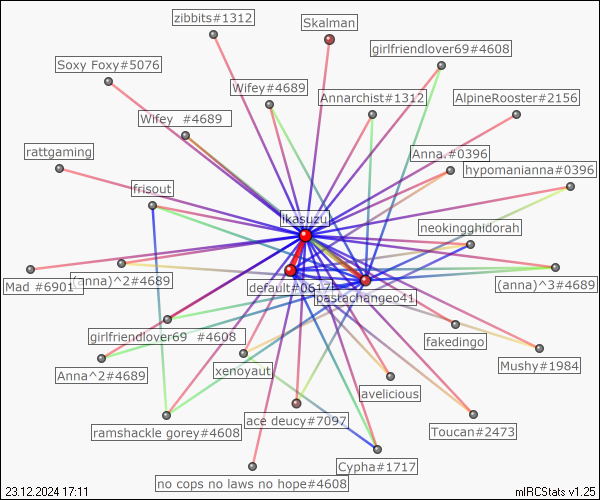 zibbits#1312
Skalman
girlfriendlover69#4608
Soxy Foxy#5076
Wifey#4689
Annarchist#1312
AlpineRooster#2156
Wifey  #4689
rattgaming
Anna.#0396
hypomanianna#0396
frisout
likasuzu
neokingghidorah
Mad #6901
(anna)^2#4689
default#0617
pastachangeo41
(anna)^3#4689
girlfriendlover69  #4608
fakedingo
Anna^2#4689
xenoyaut
Mushy#1984
avelicious
ramshackle gorey#4608
ace deucy#7097
Toucan#2473
Cypha#1717
no cops no laws no hope#4608
23.12.2024 17:11
mIRCStats v1.25